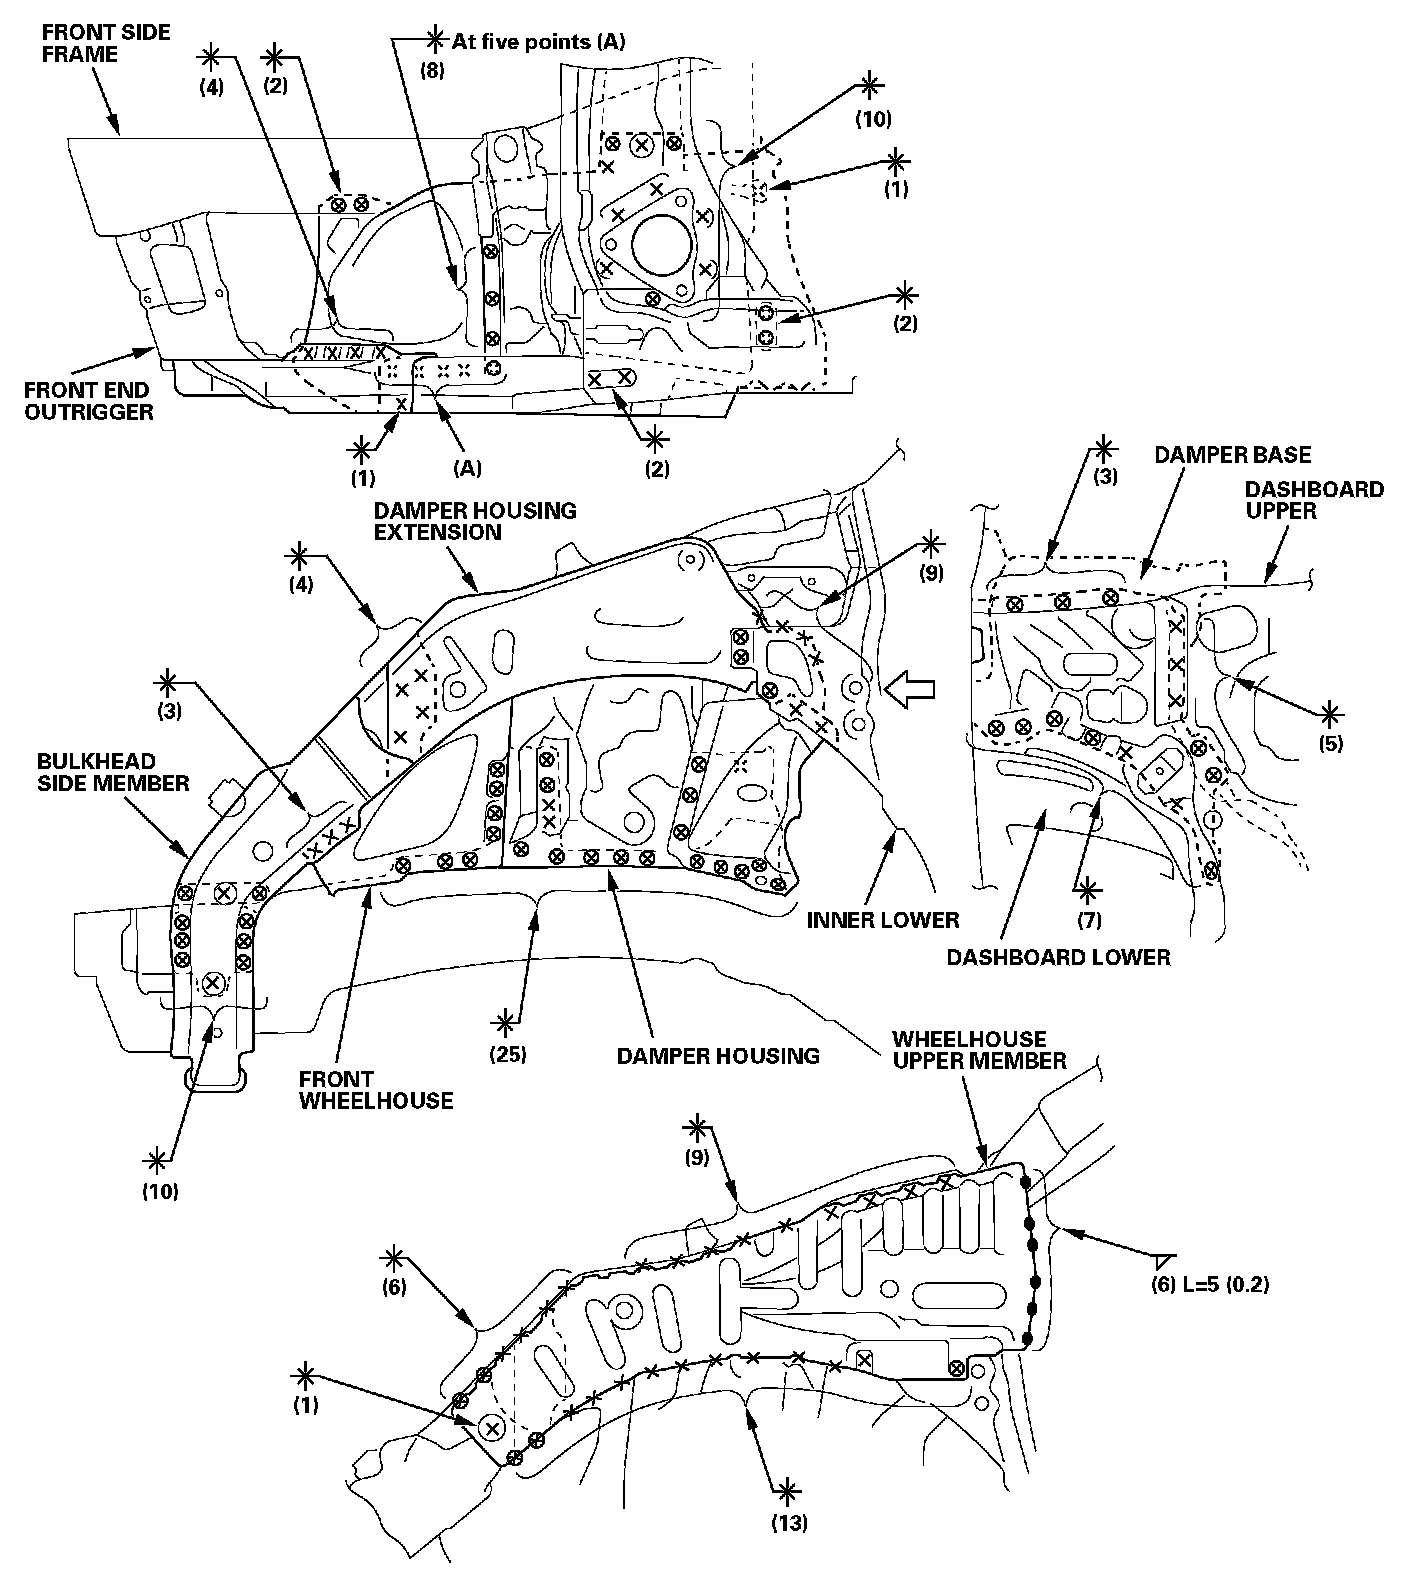 FRONT SIDE
FRAME
(4)
(2)
At five points (A)
(8)
(10)
(1)
(2)
FRONT END
OUTRIGGER
(1)
(A)
(2)
DAMPER HOUSING
EXTENSION
(4)
(9)
(3)
DAMPER BASE
DASHBOARD
UPPER
(3)
BULKHEAD
SIDE MEMBER
(5)
(7)
INNER LOWER
DASHBOARD LOWER
(25)
DAMPER HOUSING
FRONT
WHEELHOUSE
(10)
WHEELHOUSE
UPPER MEMBER
(9)
(6)
(6) L=5 (0.2)
(1)
(13)